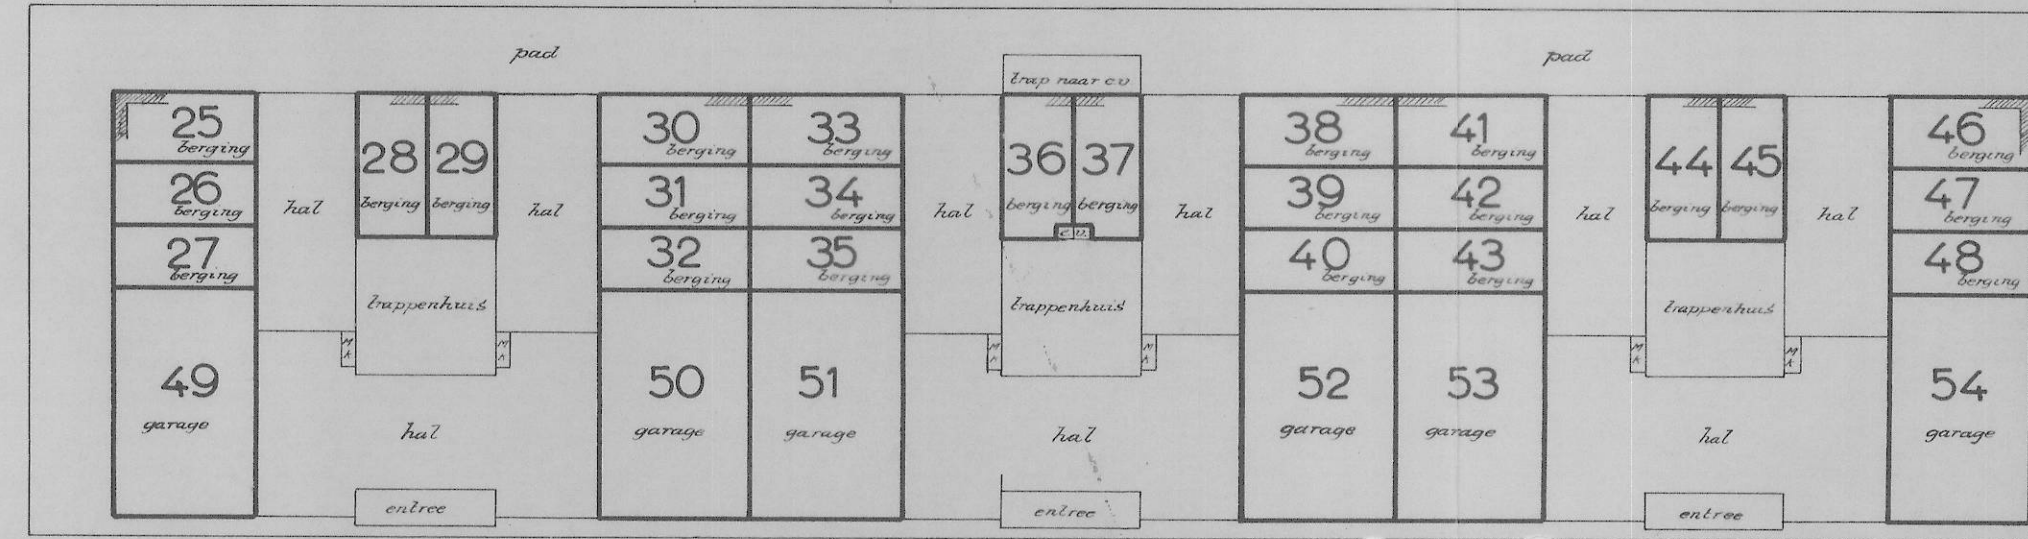 pad
pad
trap naar c.v
25
berging
26
berging
27
berging
49
garage
hal
28
berging
29
berging
trappenhuis
M
K
M
K
hal
hal
entree
30
berging
31
berging
32
berging
50
garage
33
berging
34
berging
35
berging
51
garage
hal
36
berging
37
berging
c.v.
trappenhuis
M
K
M
K
hal
hal
entree
38
berging
39
berging
40
berging
52
garage
41
berging
42
berging
43
berging
53
garage
hal
44
berging
45
berging
trappenhuis
M
K
M
K
hal
hal
entree
46
berging
47
berging
48
berging
54
garage